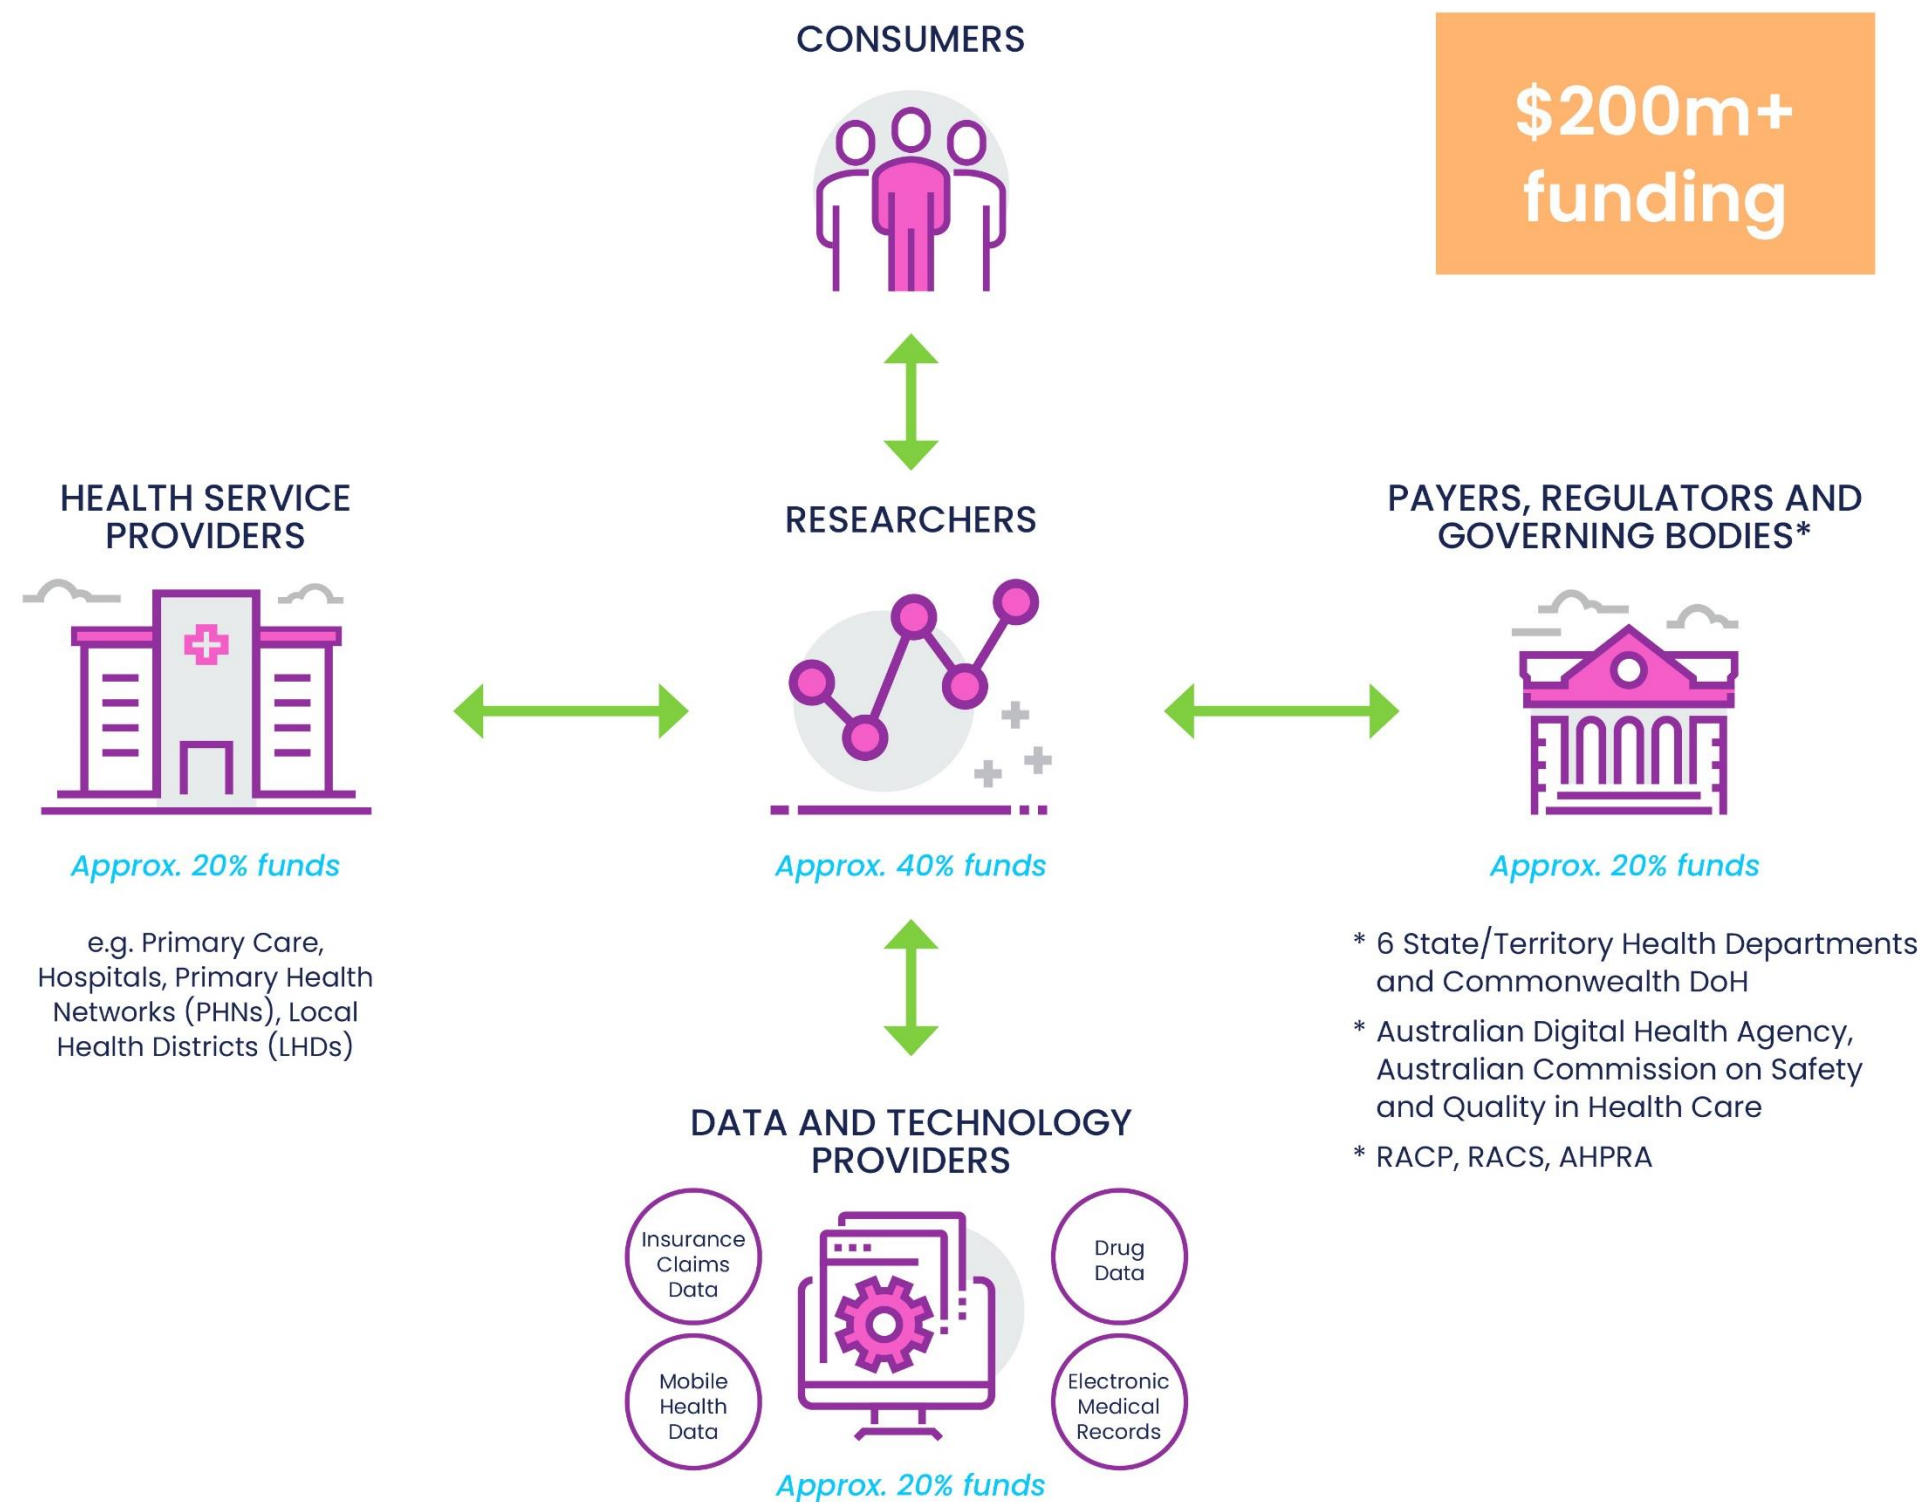 CONSUMERS
$200m+
funding
HEALTH SERVICE
PROVIDERS
Approx. 20% funds
e.g. Primary Care,
Hospitals, Primary Health
Networks (PHNs), Local
Health Districts (LHDs)
RESEARCHERS
Approx. 40% funds
PAYERS, REGULATORS AND
GOVERNING BODIES*
Approx. 20% funds
* 6 State/Territory Health Departments
and Commonwealth DoH
* Australian Digital Health Agency,
Australian Commission on Safety
and Quality in Health Care
* RACP, RACS, AHPRA
DATA AND TECHNOLOGY
PROVIDERS
Insurance
Claims
Data
Drug
Data
Mobile
Health
Data
Electronic
Medical
Records
Approx. 20% funds